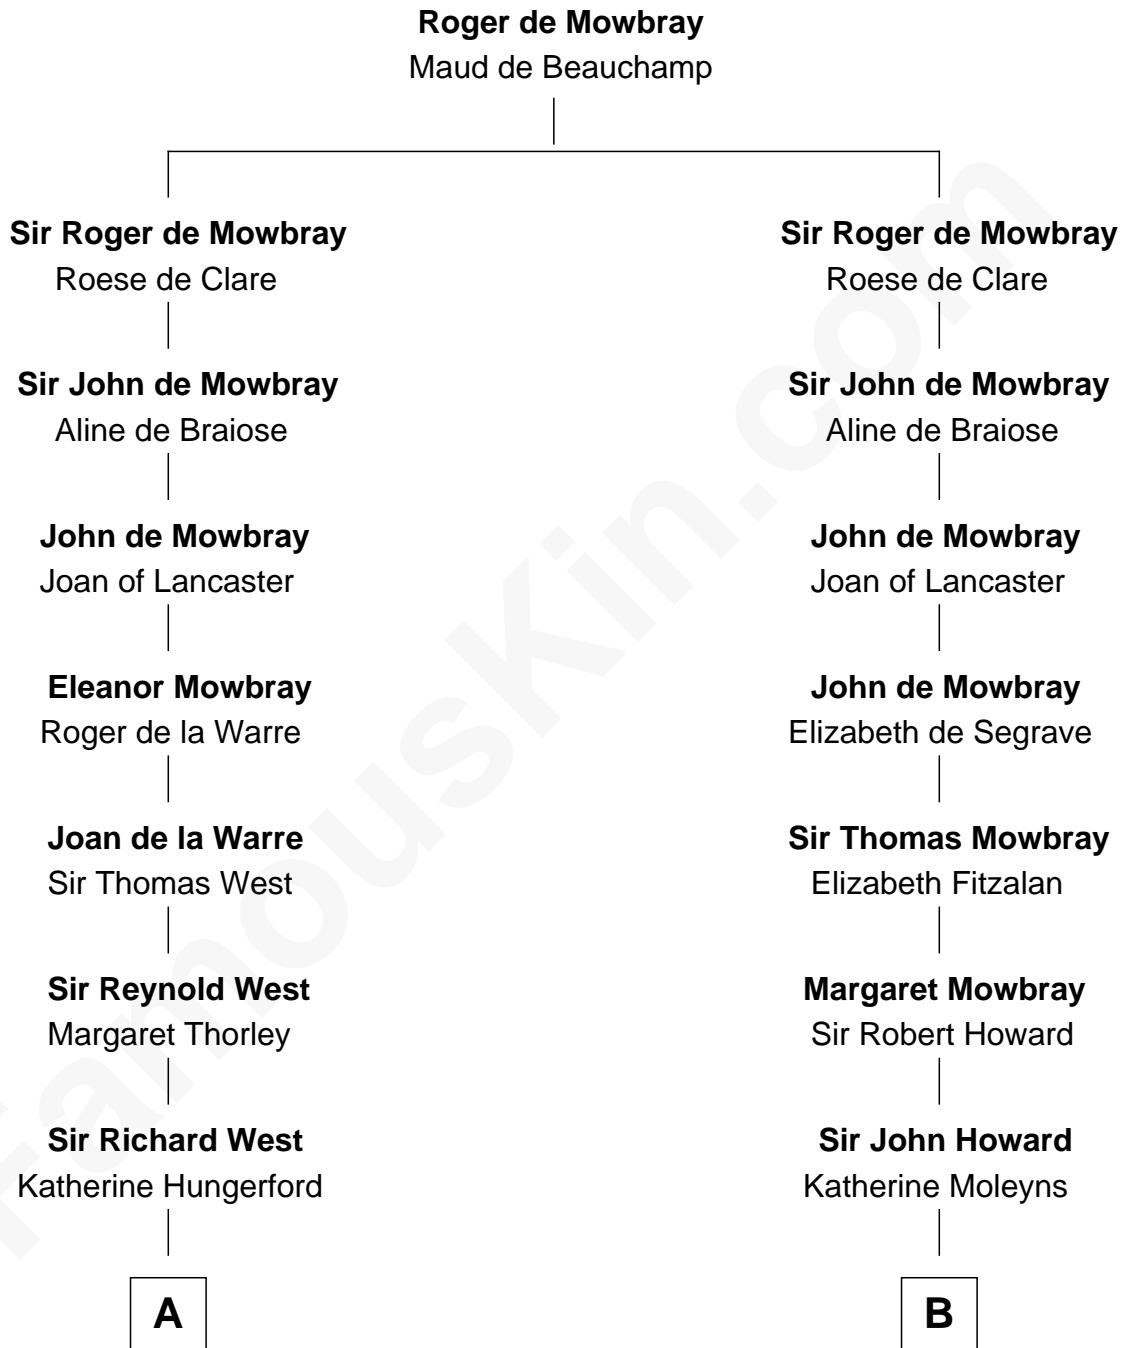 Roger de Mowbray
Maud de Beauchamp
Sir Roger de Mowbray
Roese de Clare
Sir John de Mowbray
Aline de Braiose
John de Mowbray
Joan of Lancaster
Eleanor Mowbray
Roger de la Warre
Joan de la Warre
Sir Thomas West
Sir Reynold West
Margaret Thorley
Sir Richard West
Katherine Hungerford
A
Sir Roger de Mowbray
Roese de Clare
Sir John de Mowbray
Aline de Braiose
John de Mowbray
Joan of Lancaster
John de Mowbray
Elizabeth de Segrave
Sir Thomas Mowbray
Elizabeth Fitzalan
Margaret Mowbray
Sir Robert Howard
Sir John Howard
Katherine Moleyns
B
FamousKin.com